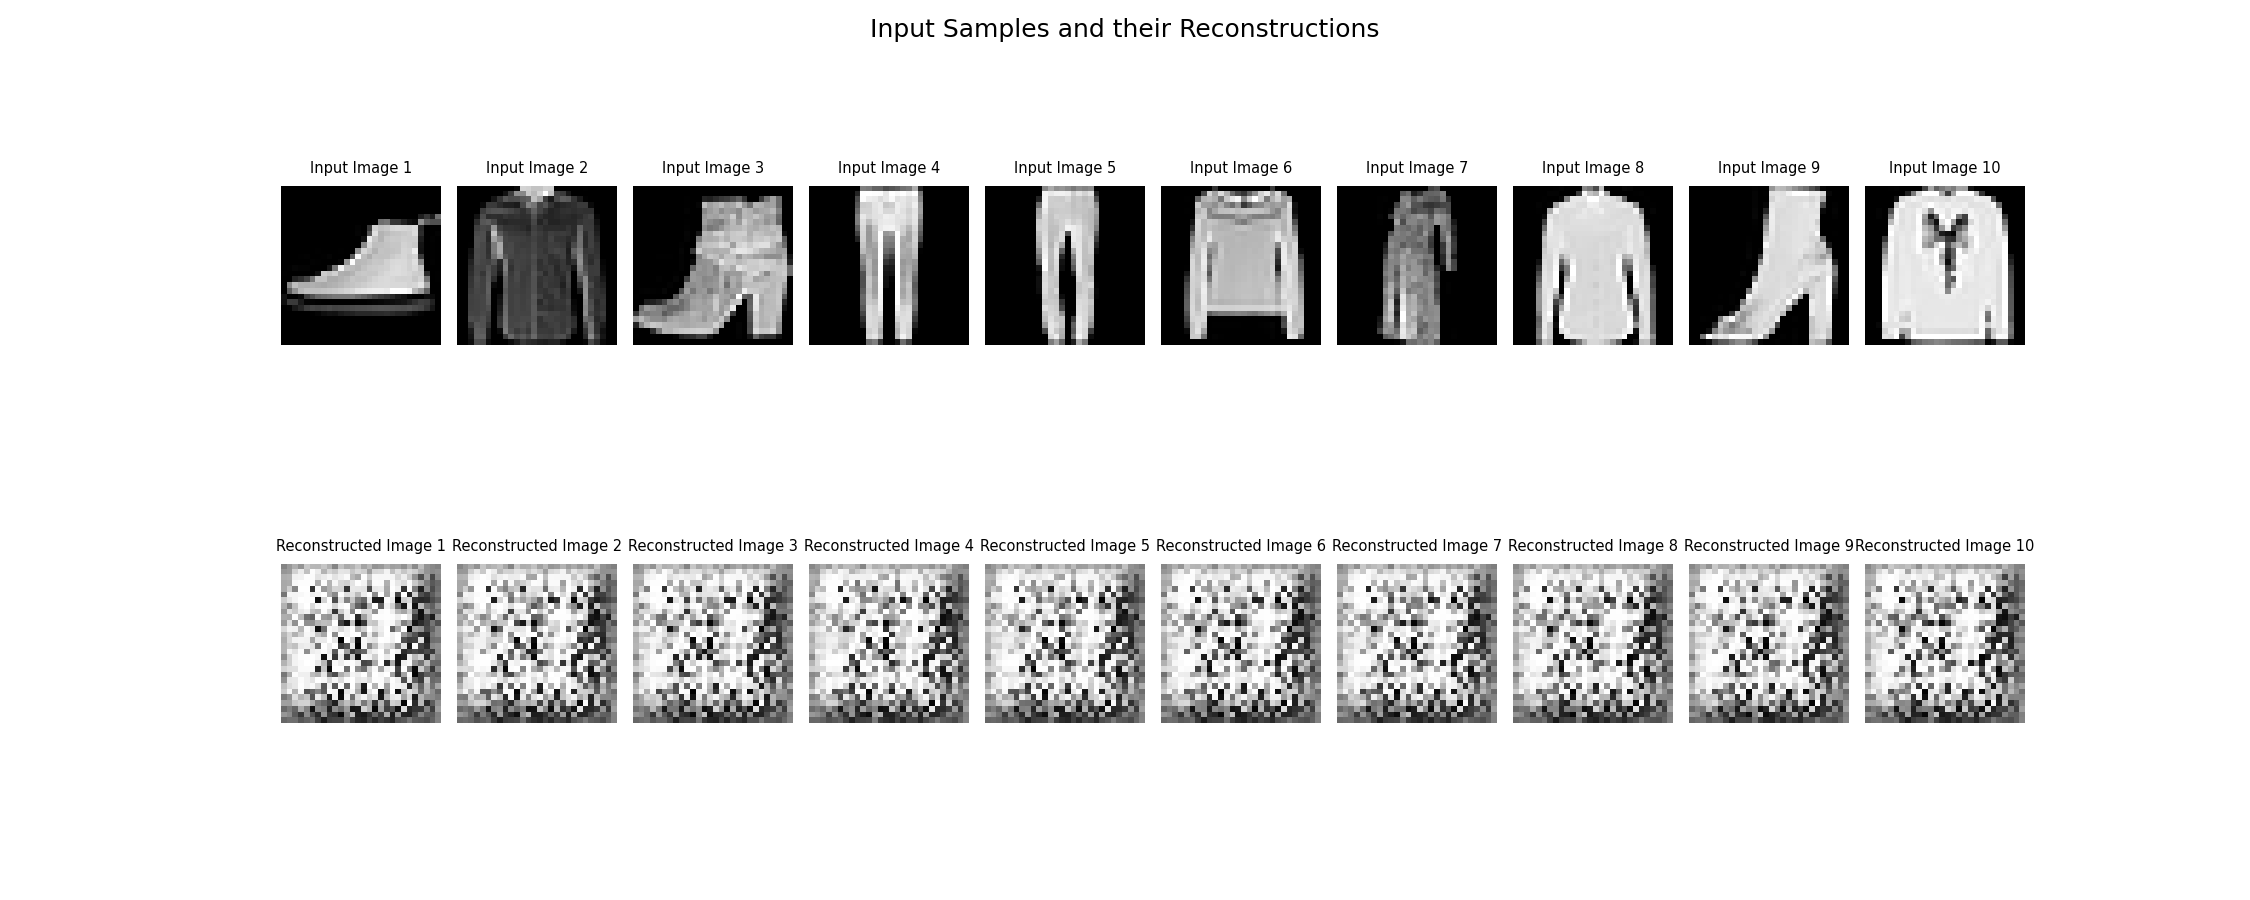 Input Samples and their Reconstructions
Input Image 1 Input Image 2 Input Image 3 Input Image 4 Input Image 5 Input Image 6 Input Image 7 Input Image 8 Input Image 9 Input Image 10
Reconstructed Image 1 Reconstructed Image 2 Reconstructed Image 3 Reconstructed Image 4 Reconstructed Image 5 Reconstructed Image 6 Reconstructed Image 7 Reconstructed Image 8 Reconstructed Image 9 Reconstructed Image 10